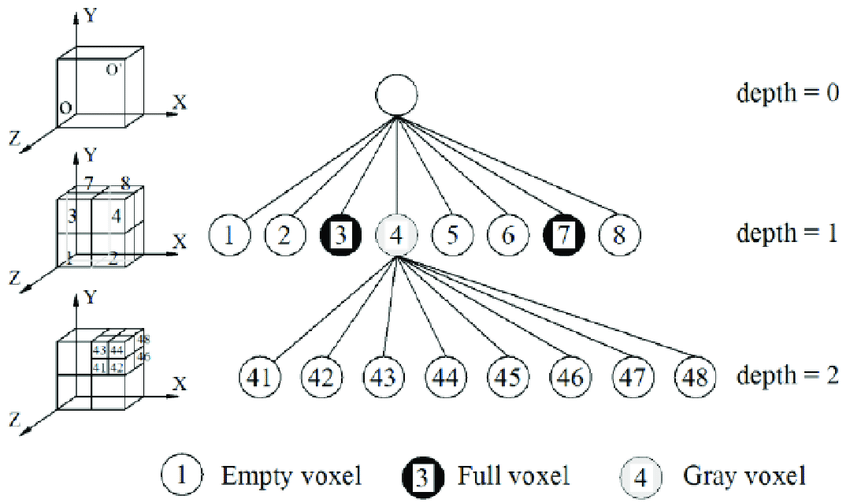 Y
O'
O
X
Z
depth = 0
Y
7 8
3 4
1 2
X
Z
1 2 3 4 5 6 7 8
depth = 1
Y
48
43 44
46
41 42
X
Z
41 42 43 44 45 46 47 48
depth = 2
1 Empty voxel 3 Full voxel 4 Gray voxel